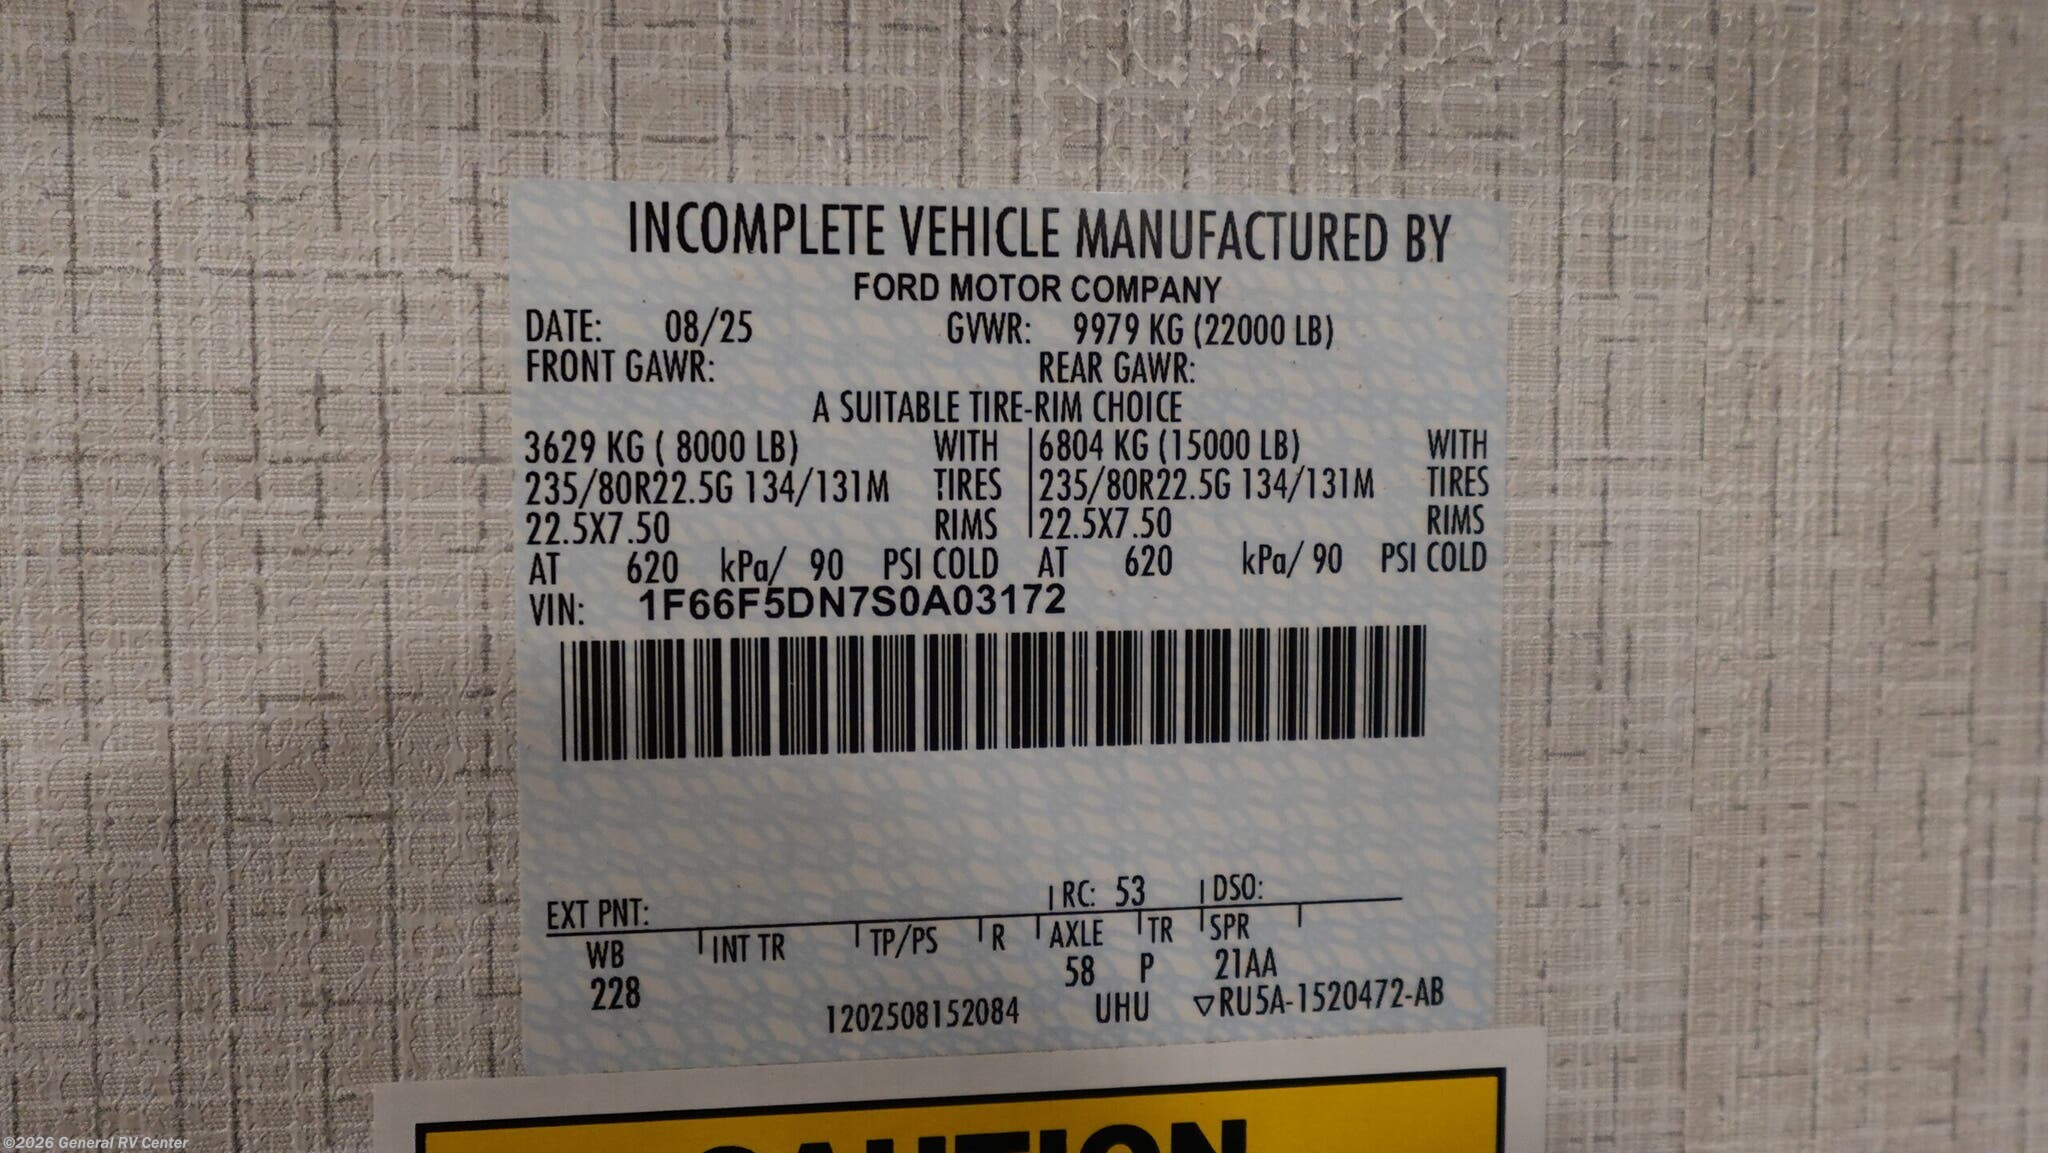 INCOMPLETE VEHICLE MANUFACTURED BY
FORD MOTOR COMPANY
DATE: 08/25 GVWR: 9979 KG (22000 LB)
FRONT GAWR: REAR GAWR:
A SUITABLE TIRE-RIM CHOICE
3629 KG ( 8000 LB) WITH 6804 KG (15000 LB) WITH
235/80R22.5G 134/131M TIRES 235/80R22.5G 134/131M TIRES
22.5X7.50 RIMS 22.5X7.50 RIMS
AT 620 kPa/ 90 PSI COLD AT 620 kPa/ 90 PSI COLD
VIN: 1F66F5DN7S0A03172
EXT PNT: RC: 53 DSO:
WB INT TR TP/PS R AXLE TR SPR
228 58 P 21AA
1202508152084 UHU ▽RU5A-1520472-AB
CAUTION
©2026 General RV Center